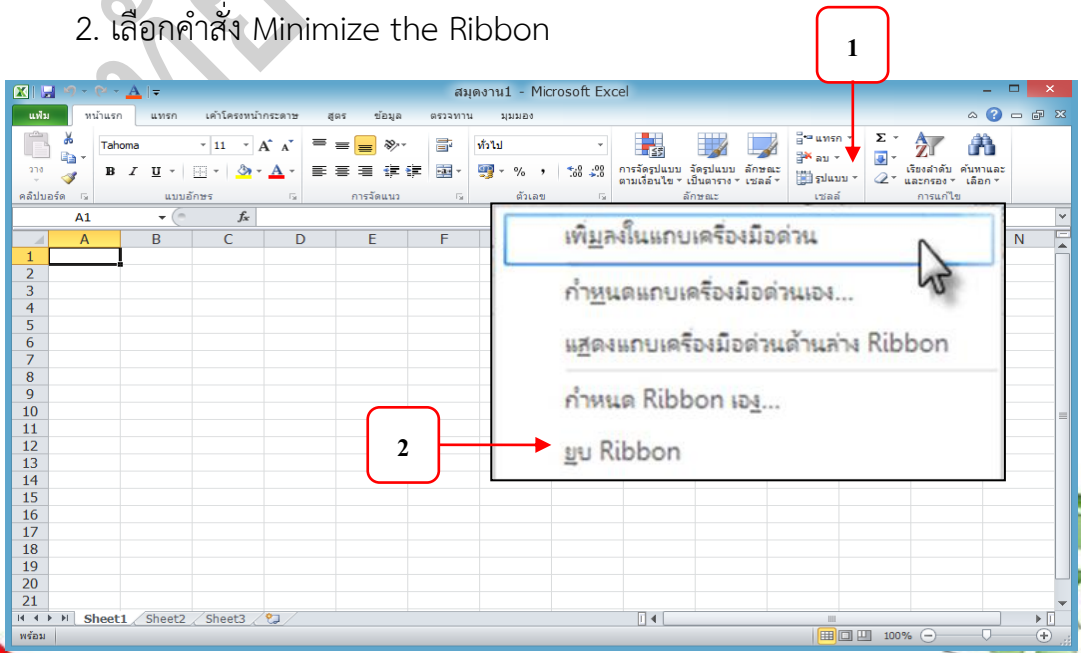 2. เลือกคำสั่ง Minimize the Ribbon
1
สมุดงาน1 - Microsoft Excel
แฟ้ม หน้าแรก แทรก เค้าโครงหน้ากระดาษ สูตร ข้อมูล ตรวจทาน มุมมอง
วาง
Tahoma 11
B I U
ทั่วไป
% ,
การจัดรูปแบบตามเงื่อนไข
จัดรูปแบบเป็นตาราง
ลักษณะเซลล์
แทรก
ลบ
รูปแบบ
Σ
เรียงลำดับและกรอง
ค้นหาและเลือก
คลิปบอร์ด แบบอักษร การจัดแนว ตัวเลข ลักษณะ เซลล์ การแก้ไข
A1 fx
A B C D E F N
เพิ่มลงในแถบเครื่องมือด่วน
กำหนดแถบเครื่องมือด่วนเอง...
แสดงแถบเครื่องมือด่วนด้านล่าง Ribbon
กำหนด Ribbon เอง...
ยุบ Ribbon
2
1
2
3
4
5
6
7
8
9
10
11
12
13
14
15
16
17
18
19
20
21
Sheet1 Sheet2 Sheet3
พร้อม 100%